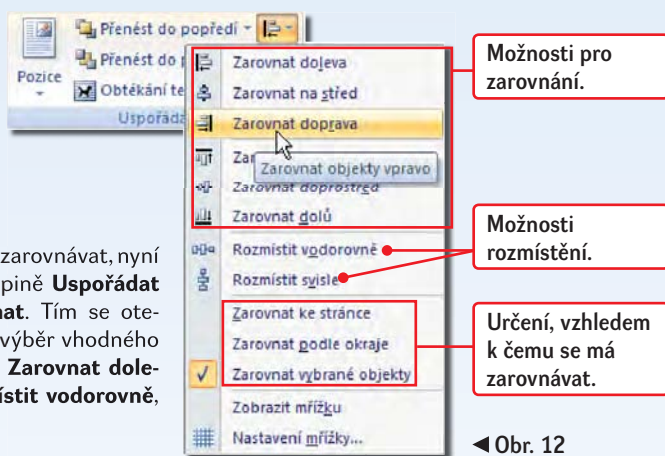 Přenést do popředí
Přenést do
Pozice
Obtékání te
Uspořáda
Zarovnat doleva
Zarovnat na střed
Zarovnat doprava
Zar
Zarovnat objekty vpravo
Zarovnat doprostřed
Zarovnat dolů
Rozmístit vodorovně
Rozmístit svisle
Zarovnat ke stránce
Zarovnat podle okraje
Zarovnat vybrané objekty
Zobrazit mřížku
Nastavení mřížky...
Možnosti pro
zarovnání.
Možnosti
rozmístění.
Určení, vzhledem
k čemu se má
zarovnávat.
zarovnávat, nyní
pině Uspořádat
nat. Tím se ote-
výběr vhodného
Zarovnat dole-
ístit vodorovně,
◄ Obr. 12